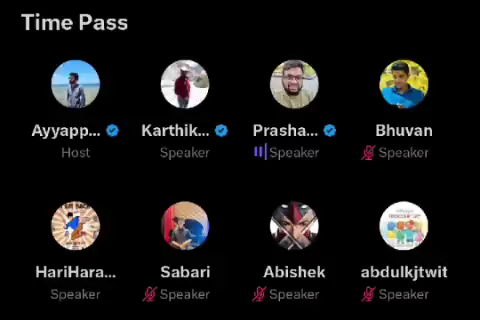 Time Pass
Ayyapp... Karthik... Prasha... Bhuvan
Host Speaker Speaker Speaker
HariHara... Sabari Abishek abdulkjtwit
Speaker Speaker Speaker Speaker